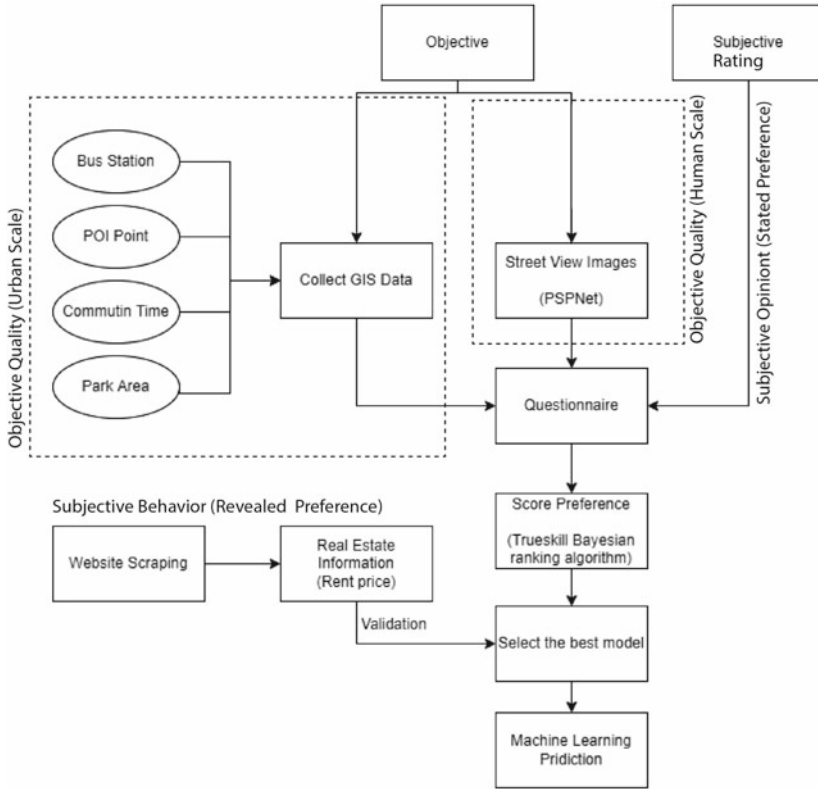 Objective
Subjective
Rating
Objective Quality (Urban Scale)
Bus Station
POI Point
Commutin Time
Park Area
Collect GIS Data
Street View Images
(PSPNet)
Objective Quality (Human Scale)
Subjective Opiniont (Stated Preference)
Questionnaire
Score Preference
(Trueskill Bayesian
ranking algorithm)
Subjective Behavior (Revealed Preference)
Website Scraping
Real Estate
Information
(Rent price)
Validation
Select the best model
Machine Learning
Pridiction